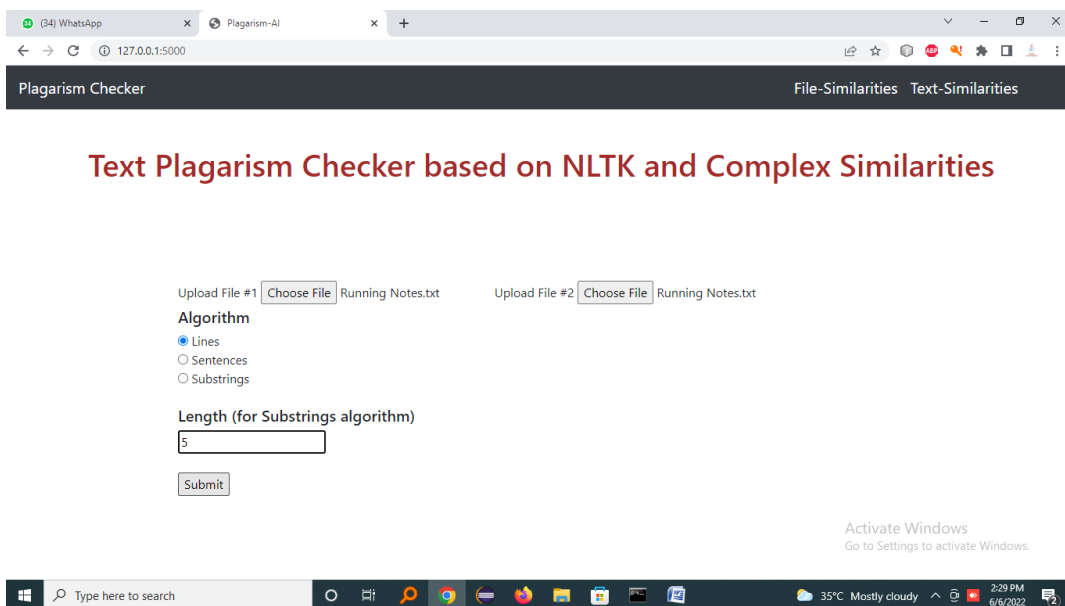 34 (34) WhatsApp Plagarism-AI
127.0.0.1:5000 ABP
Plagarism Checker File-Similarities Text-Similarities
Text Plagarism Checker based on NLTK and Complex Similarities
Upload File #1 Choose File Running Notes.txt Upload File #2 Choose File Running Notes.txt
Algorithm
Lines
Sentences
Substrings
Length (for Substrings algorithm)
5
Submit
Activate Windows
Go to Settings to activate Windows.
Type here to search 35°C Mostly cloudy 2:29 PM
6/6/2022 2